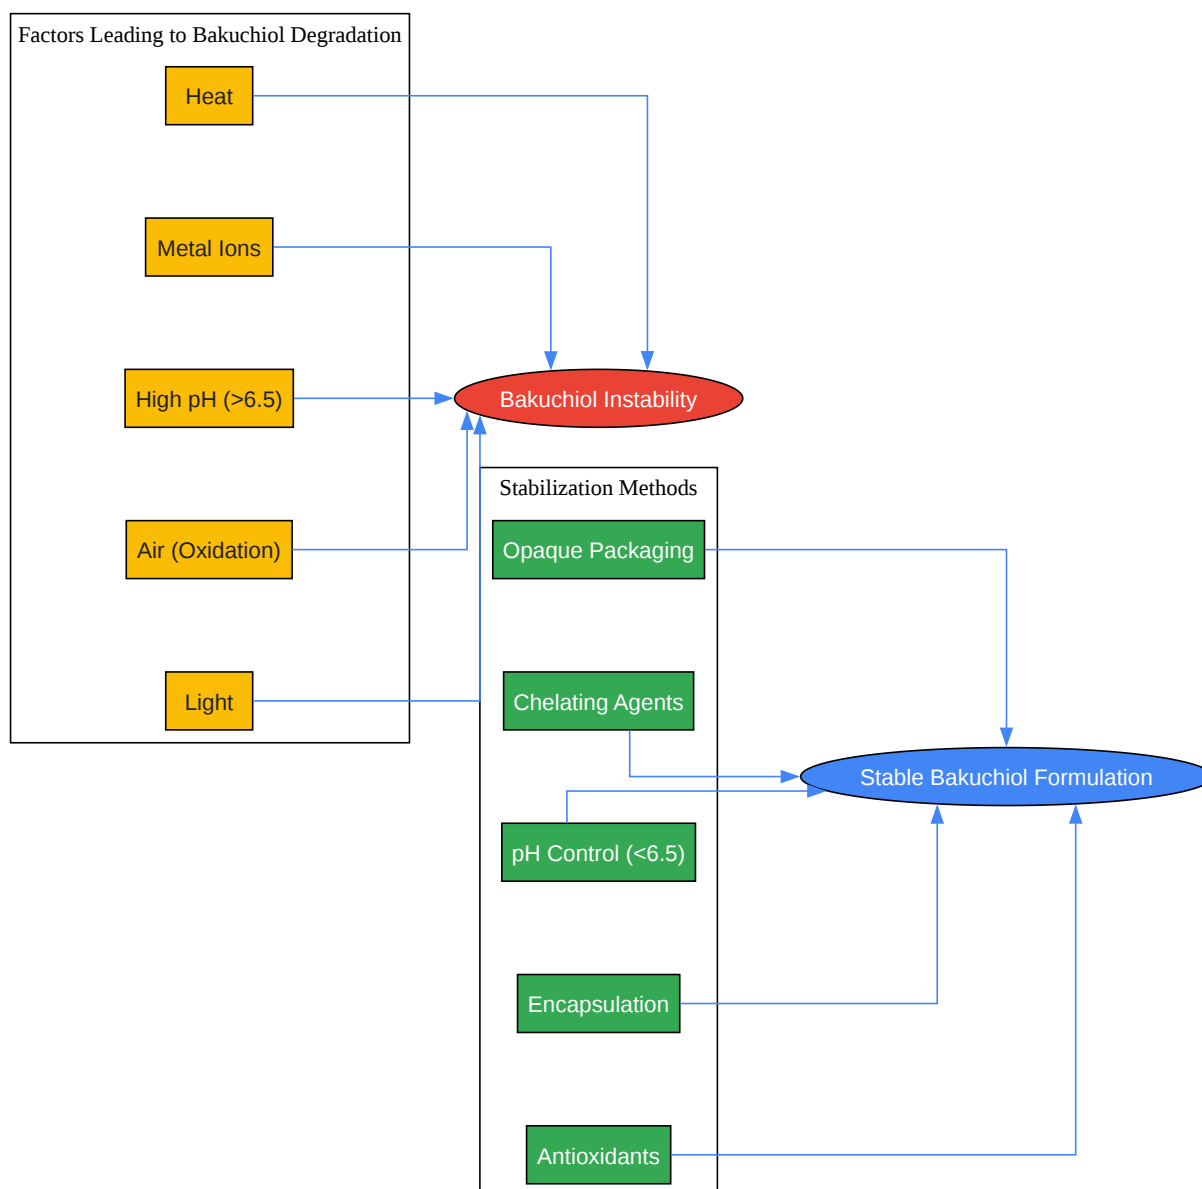 Factors Leading to Bakuchiol Degradation
Heat
Metal Ions
High pH (>6.5)
Air (Oxidation)
Light
Bakuchiol Instability
Stabilization Methods
Opaque Packaging
Chelating Agents
pH Control (<6.5)
Encapsulation
Antioxidants
Stable Bakuchiol Formulation